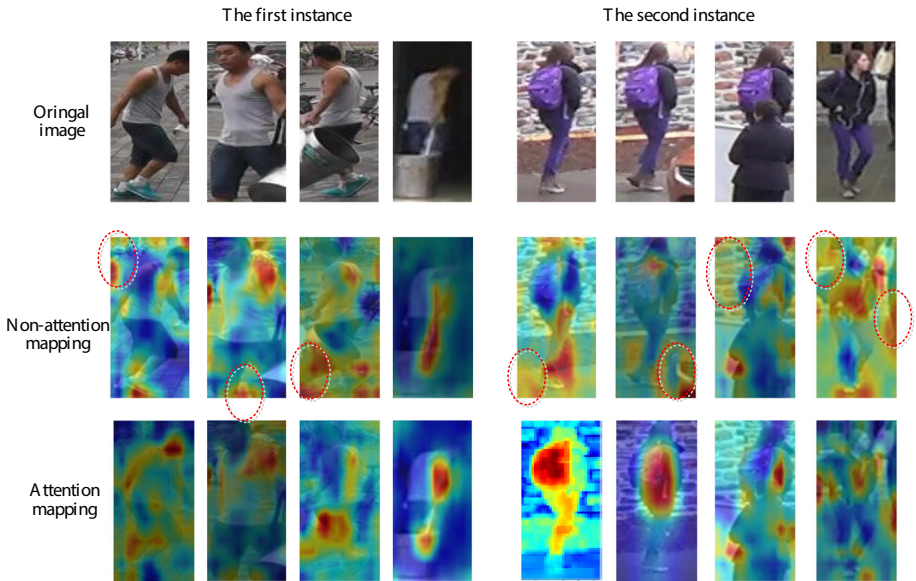 The first instance
The second instance
Oringal
image
Non-attention
mapping
Attention
mapping